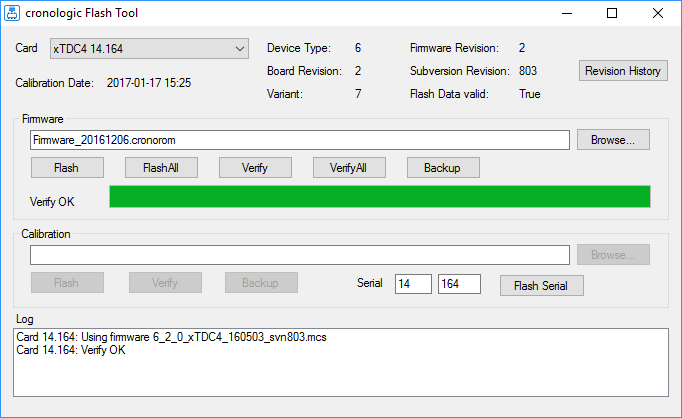 cronologic Flash Tool
Card xTDC4 14.164 Device Type: 6 Firmware Revision: 2
Board Revision: 2 Subversion Revision: 803 Revision History
Calibration Date: 2017-01-17 15:25
Variant: 7 Flash Data valid: True
Firmware
Firmware_20161206.cronorom Browse...
Flash FlashAll Verify VerifyAll Backup
Verify OK
Calibration
Browse...
Flash Verify Backup Serial 14 164 Flash Serial
Log
Card 14.164: Using firmware 6_2_0_xTDC4_160503_svn803.mcs
Card 14.164: Verify OK